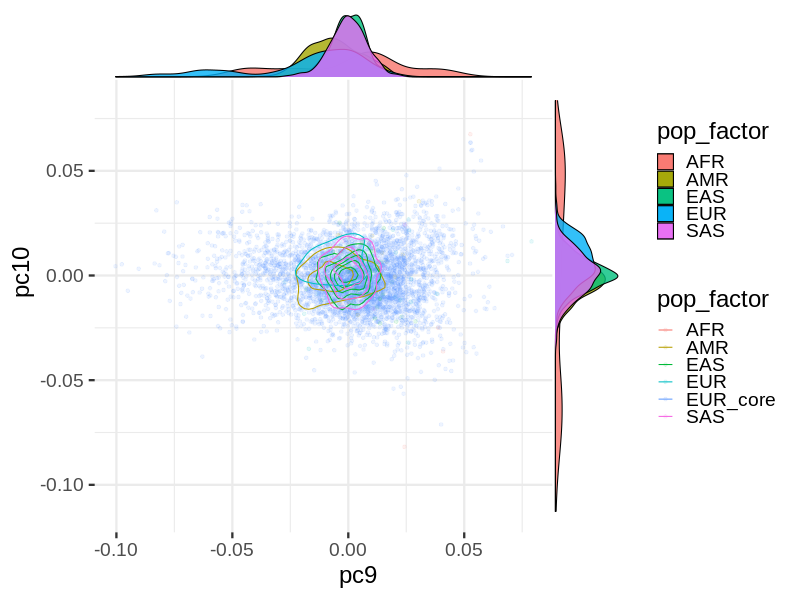 pop_factor
AFR
AMR
EAS
EUR
SAS
pop_factor
AFR
AMR
EAS
EUR
EUR_core
SAS
pc10
0.05
0.00
-0.05
-0.10
-0.10
-0.05
0.00
0.05
pc9